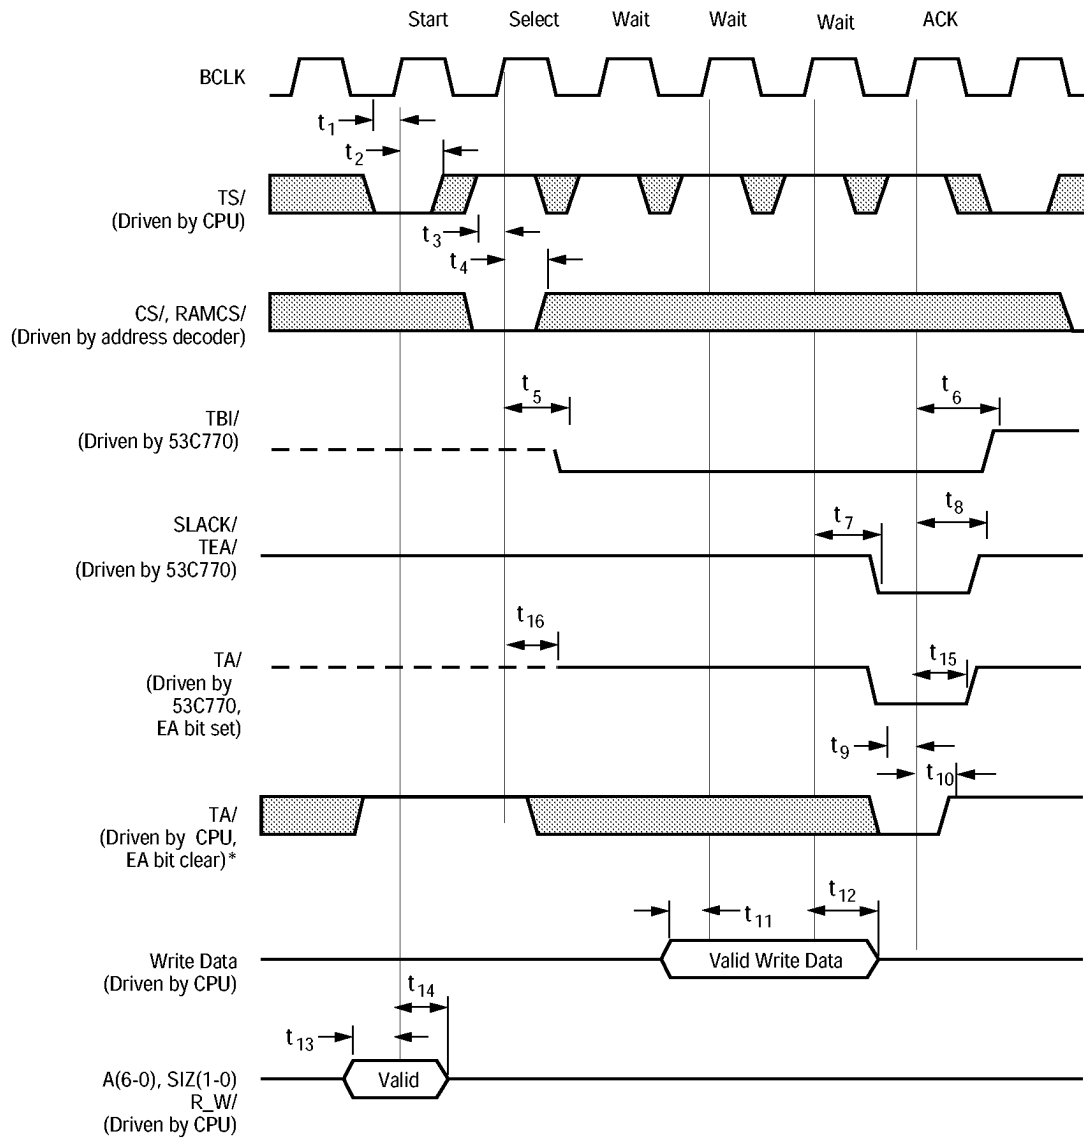 Start Select Wait Wait Wait ACK
BCLK
t1
t2
TS/
(Driven by CPU)
t3
t4
CS/, RAMCS/
(Driven by address decoder)
t5 t6
TBI/
(Driven by 53C770)
t7 t8
SLACK/
TEA/
(Driven by 53C770)
t16
t15
TA/
(Driven by
53C770,
EA bit set)
t9
t10
TA/
(Driven by CPU,
EA bit clear)*
t11 t12
Write Data
(Driven by CPU)
Valid Write Data
t14
t13
A(6-0), SIZ(1-0)
R_W/
(Driven by CPU)
Valid